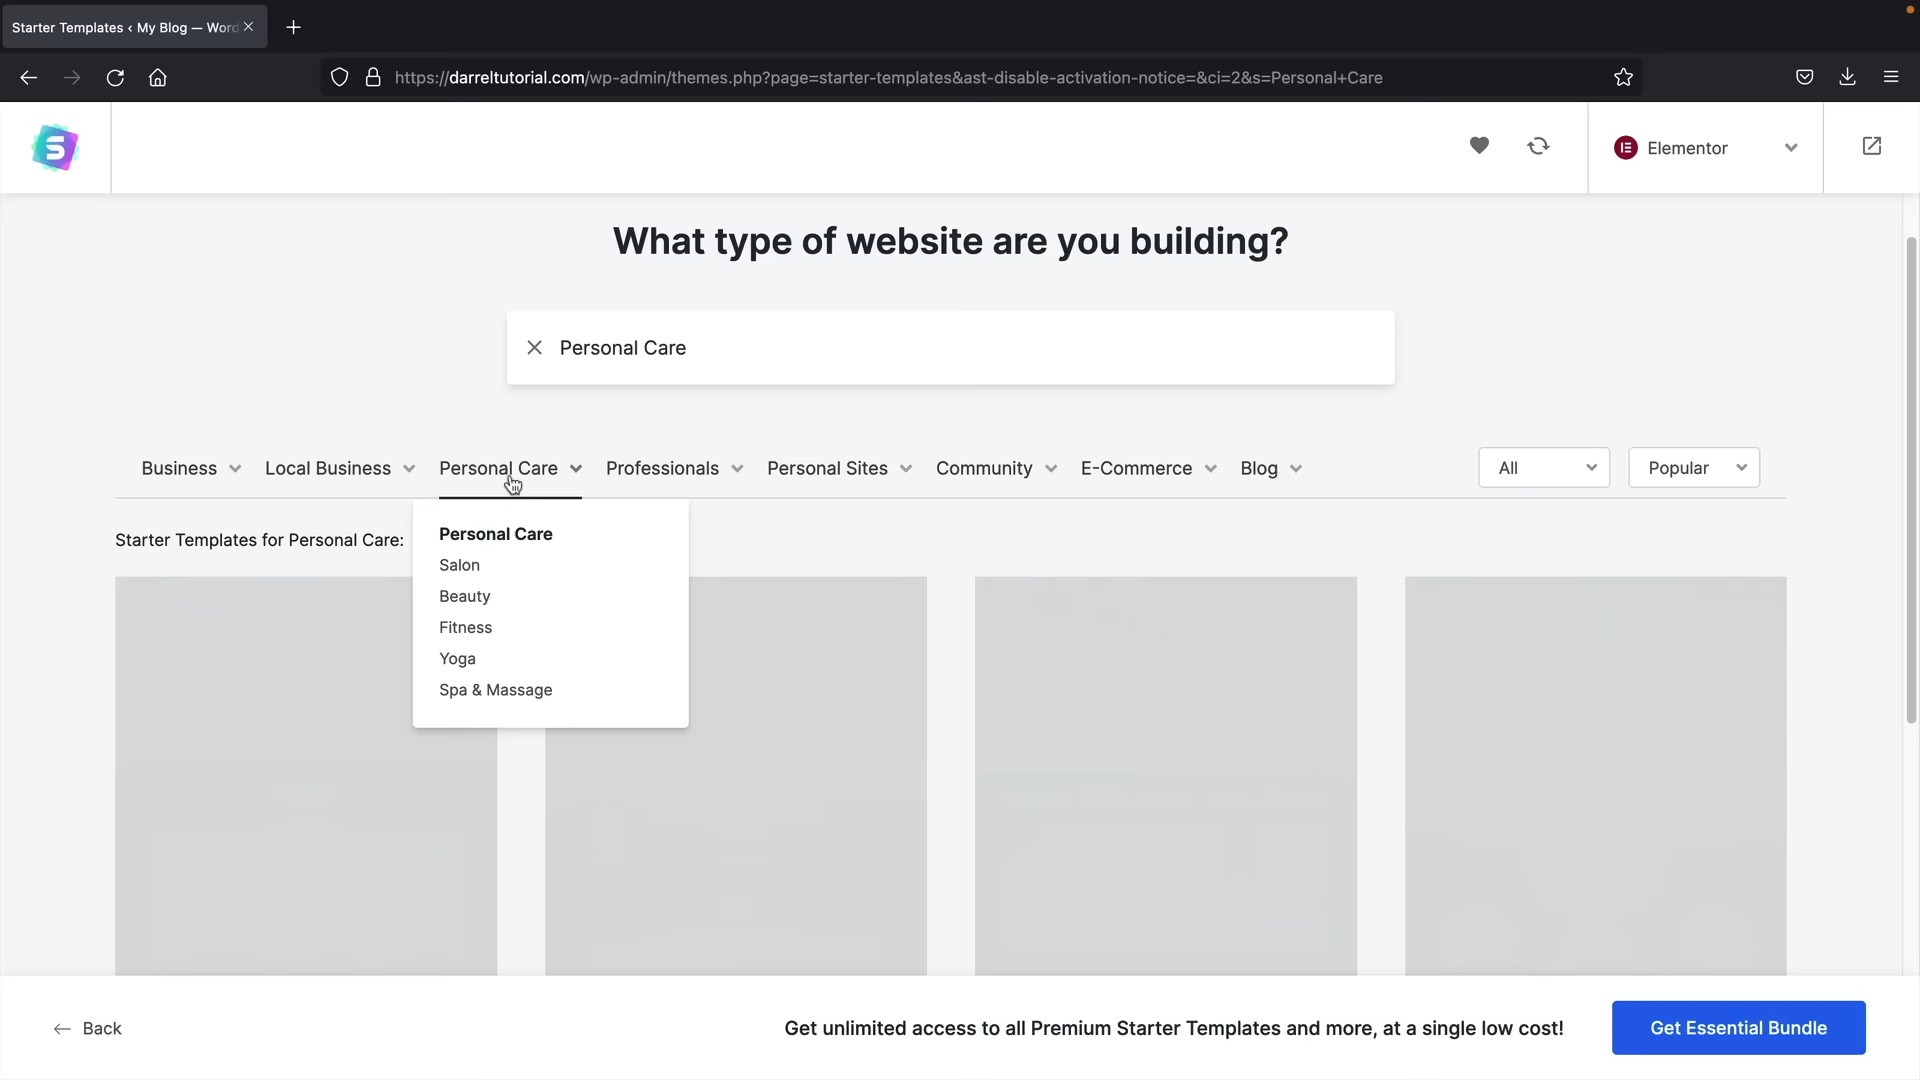 Starter Templates ‹ My Blog — Word
https://darreltutorial.com/wp-admin/themes.php?page=starter-templates&ast-disable-activation-notice=&ci=2&s=Personal+Care
Elementor
What type of website are you building?
Personal Care
Business Local Business Personal Care Professionals Personal Sites Community E-Commerce Blog All Popular
Starter Templates for Personal Care:
Personal Care
Salon
Beauty
Fitness
Yoga
Spa & Massage
← Back
Get unlimited access to all Premium Starter Templates and more, at a single low cost!
Get Essential Bundle